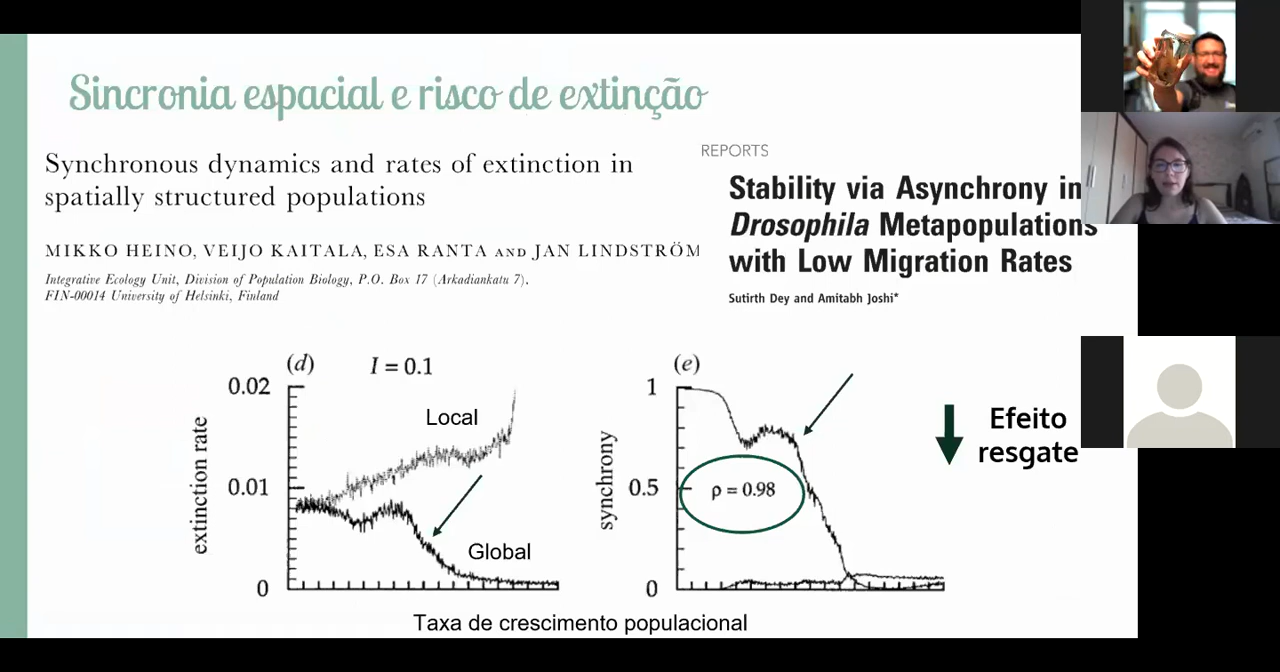 Sincronia espacial e risco de extinção
Synchronous dynamics and rates of extinction in
spatially structured populations
MIKKO HEINO, VEIJO KAITALA, ESA RANTA AND JAN LINDSTRÖM
Integrative Ecology Unit, Division of Population Biology, P.O. Box 17 (Arkadiankatu 7),
FIN-00014 University of Helsinki, Finland
REPORTS
Stability via Asynchrony in
Drosophila Metapopulations
with Low Migration Rates
Sutirth Dey and Amitabh Joshi*
(d) I = 0.1
0.02
0.01
0
extinction rate
Local
Global
(e)
1
0.5
0
synchrony
ρ = 0.98
Efeito
resgate
Taxa de crescimento populacional